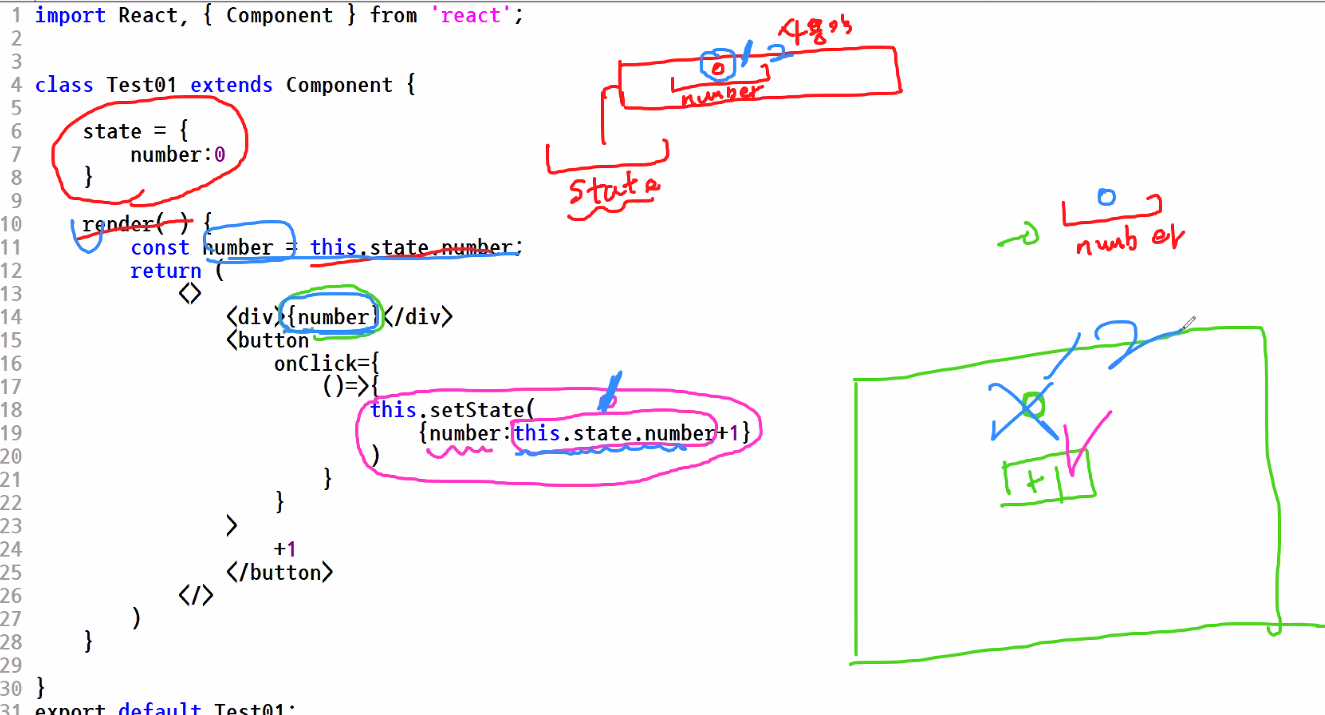 1 import React, { Component } from 'react';
2
3
4 class Test01 extends Component {
5
6 state = {
7 number:0
8 }
9
10 render( ) {
11 const number = this.state.number;
12 return (
13 <>
14 <div>{number}</div>
15 <button
16 onClick={
17 ()=>{
18 this.setState(
19 {number:this.state.number+1}
20 )
21 }
22 }
23 >
24 +1
25 </button>
26 </>
27 )
28 }
29
30 }
31 export default Test01;
0 1 2
number
state
0
number
0 1 2
+1